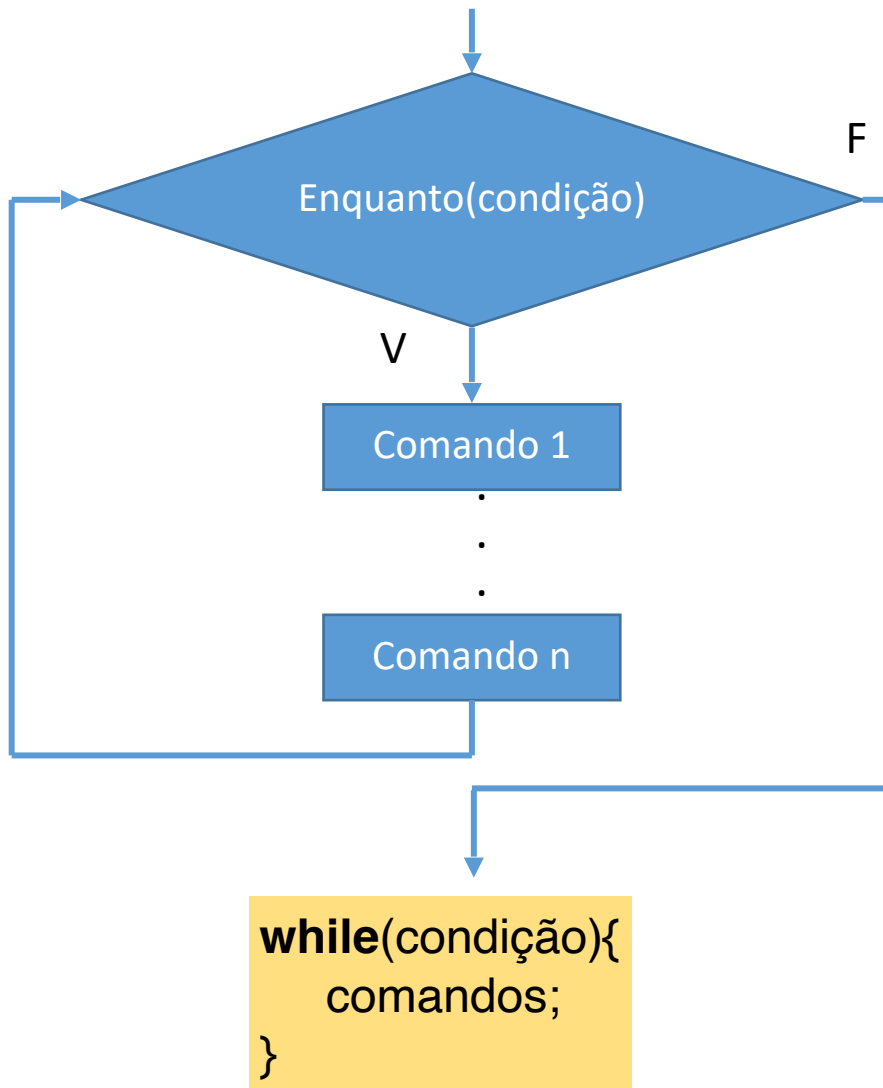 F
Enquanto(condição)
V
Comando 1
.
.
.
Comando n
while(condição){
comandos;
}